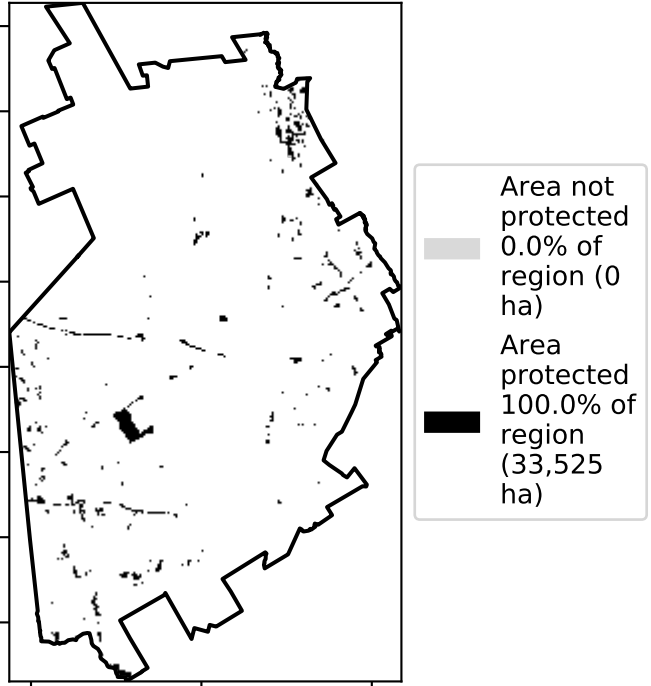 Area not
protected
0.0% of
region (0
ha)
Area
protected
100.0% of
region
(33,525
ha)